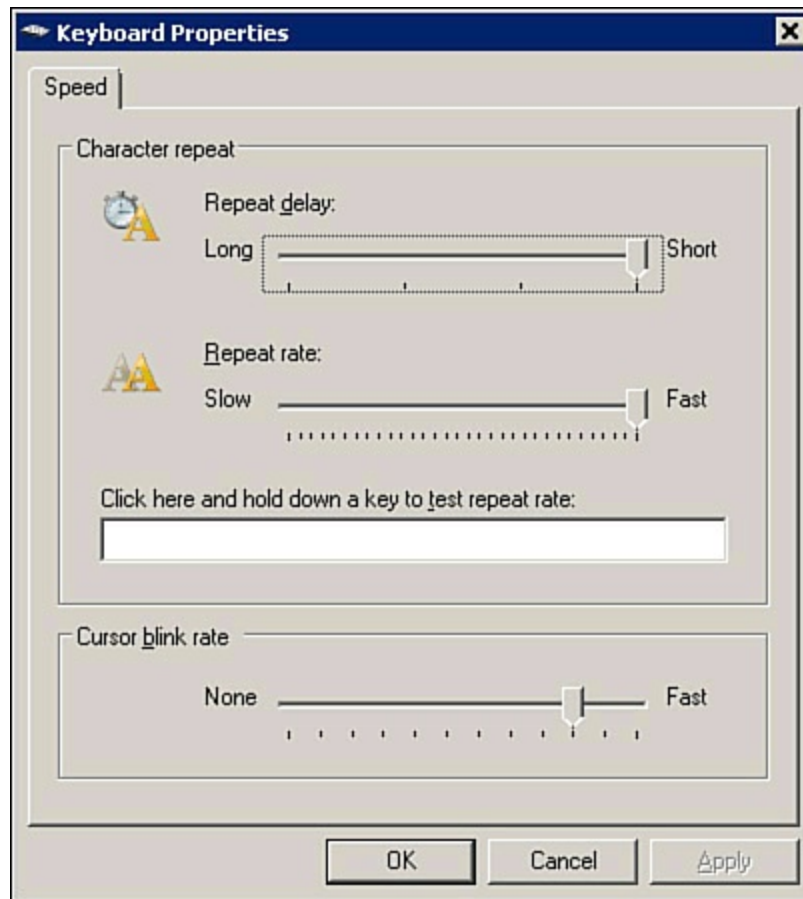 Keyboard Properties
Speed
Character repeat
Repeat delay:
Long Short
Repeat rate:
Slow Fast
Click here and hold down a key to test repeat rate:
Cursor blink rate
None Fast
OK Cancel Apply